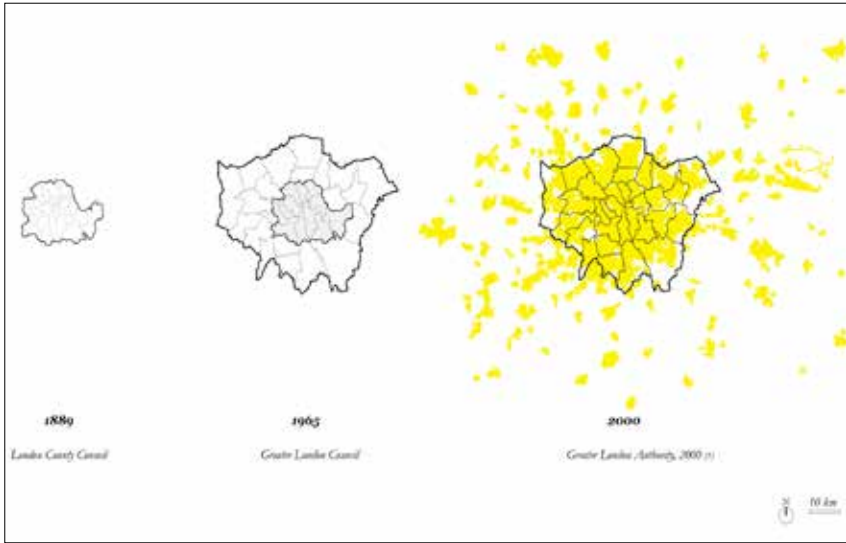 1889
London County Council
1965
Greater London Council
2000
Greater London Authority, 2000
N
10 km